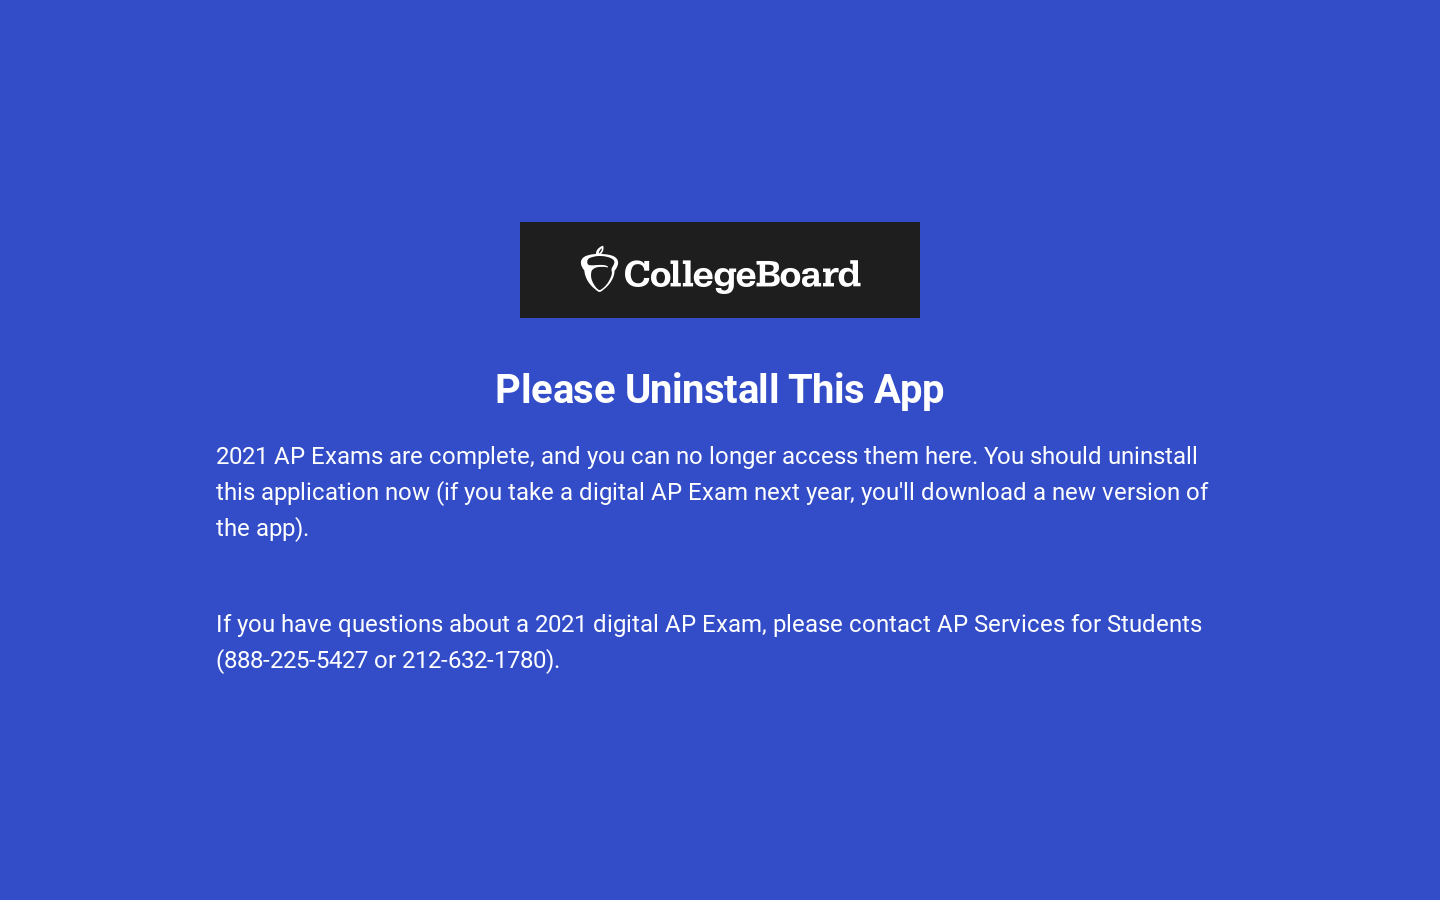 CollegeBoard
Please Uninstall This App
2021 AP Exams are complete, and you can no longer access them here. You should uninstall
this application now (if you take a digital AP Exam next year, you'll download a new version of
the app).
If you have questions about a 2021 digital AP Exam, please contact AP Services for Students
(888-225-5427 or 212-632-1780).